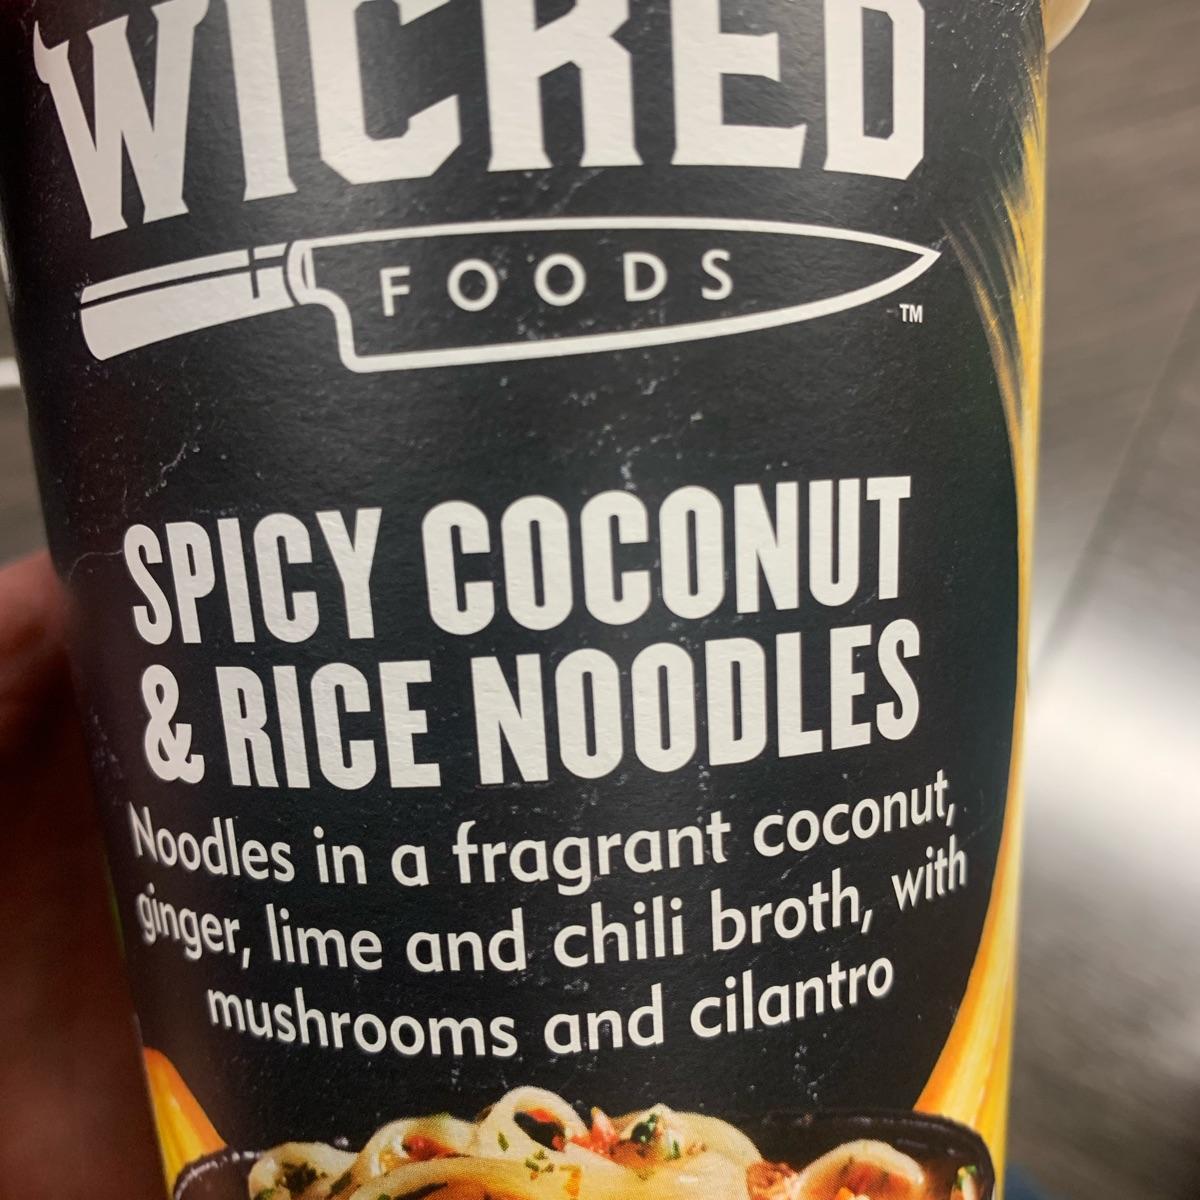 WICKED
FOODS
TM
SPICY COCONUT
& RICE NOODLES
Noodles in a fragrant coconut,
ginger, lime and chili broth, with
mushrooms and cilantro